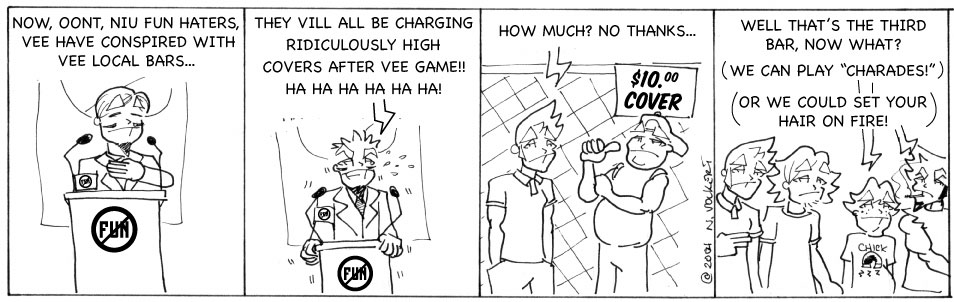 NOW, OONT, NIU FUN HATERS,
VEE HAVE CONSPIRED WITH
VEE LOCAL BARS...
FUN
THEY VILL ALL BE CHARGING
RIDICULOUSLY HIGH
COVERS AFTER VEE GAME!!
HA HA HA HA HA HA!
FUN
HOW MUCH? NO THANKS...
$10.00
COVER
© 2004 N. VOLKERT
WELL THAT'S THE THIRD
BAR, NOW WHAT?
(WE CAN PLAY "CHARADES!")
(OR WE COULD SET YOUR
HAIR ON FIRE!)
CHICK